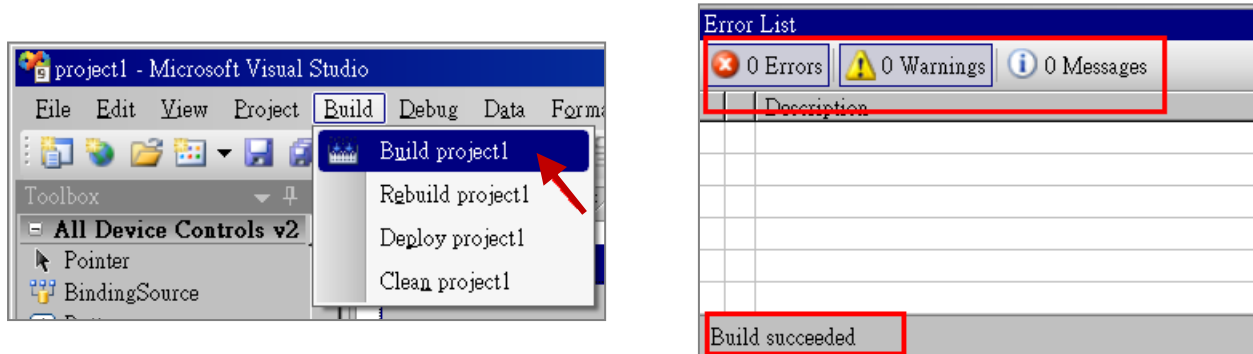 project1 - Microsoft Visual Studio
File Edit View Project Build Debug Data Forma
Build project1
Toolbox
Rebuild project1
All Device Controls v2
Deploy project1
Pointer
Clean project1
BindingSource
Error List
0 Errors 0 Warnings 0 Messages
Description
Build succeeded